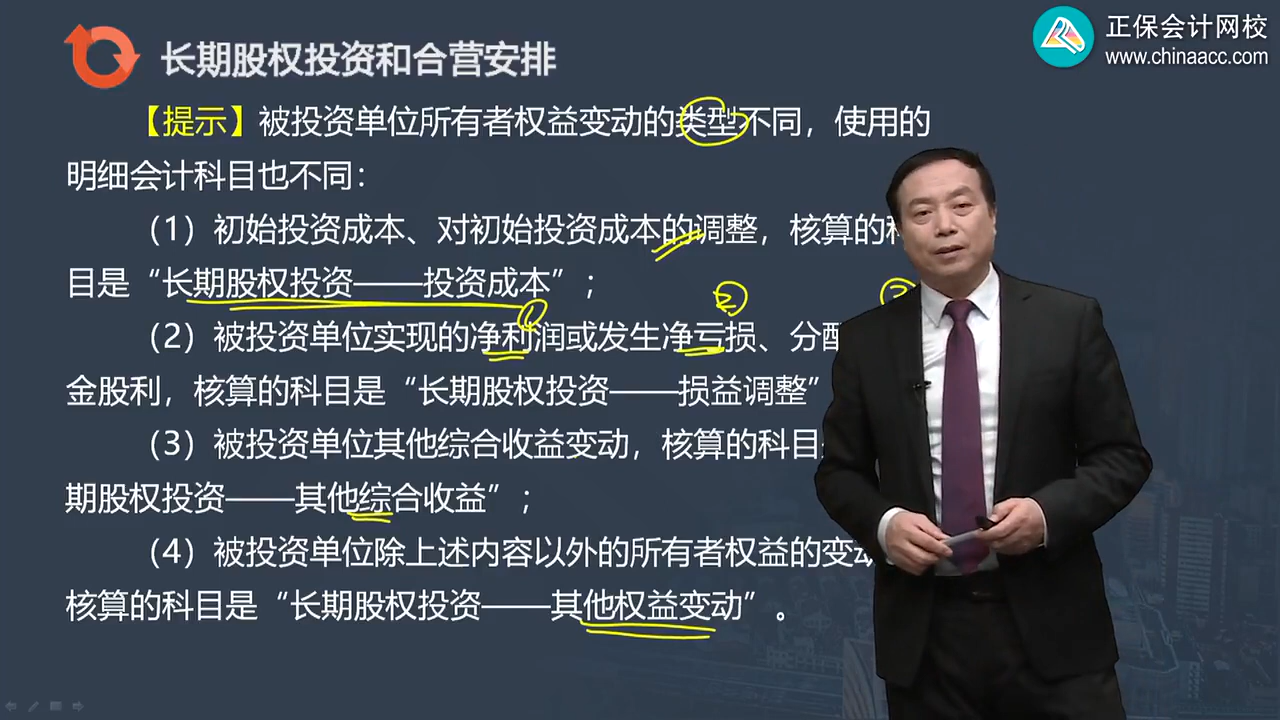 正保会计网校
www.chinaacc.com
长期股权投资和合营安排
【提示】被投资单位所有者权益变动的类型不同，使用的
明细会计科目也不同：
（1）初始投资成本、对初始投资成本的调整，核算的科
目是“长期股权投资——投资成本”；
① ② ③
（2）被投资单位实现的净利润或发生净亏损、分配
金股利，核算的科目是“长期股权投资——损益调整”
（3）被投资单位其他综合收益变动，核算的科目
期股权投资——其他综合收益”；
（4）被投资单位除上述内容以外的所有者权益的变动
核算的科目是“长期股权投资——其他权益变动”。